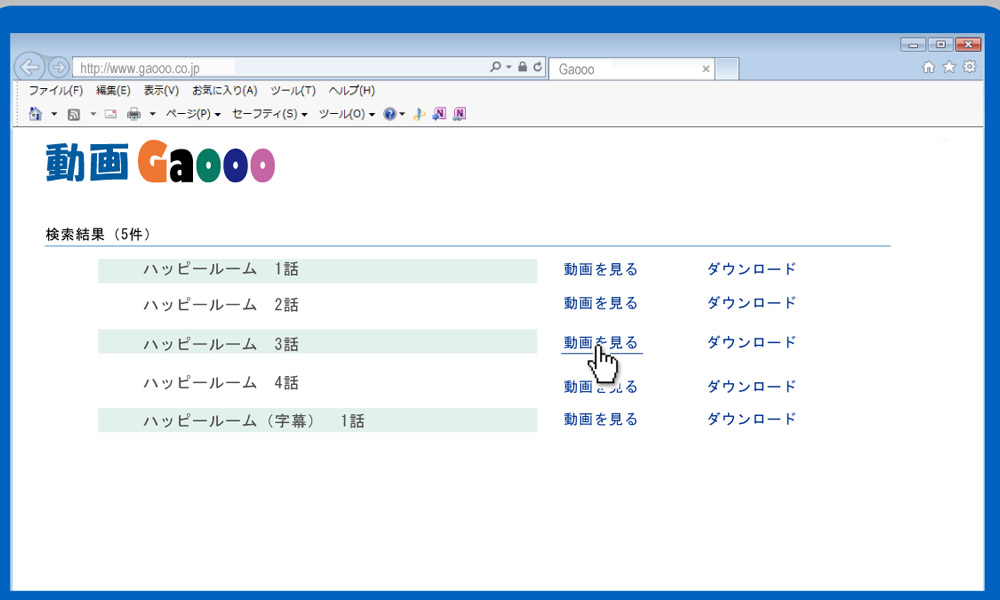 http://www.gaooo.co.jp
Gaooo
ファイル(F) 編集(E) 表示(V) お気に入り(A) ツール(T) ヘルプ(H)
ページ(P) セーフティ(S) ツール(O)
動画 Gaooo
検索結果（5件）
ハッピールーム　1話 動画を見る ダウンロード
ハッピールーム　2話 動画を見る ダウンロード
ハッピールーム　3話 動画を見る ダウンロード
ハッピールーム　4話 動画を見る ダウンロード
ハッピールーム（字幕）　1話 動画を見る ダウンロード